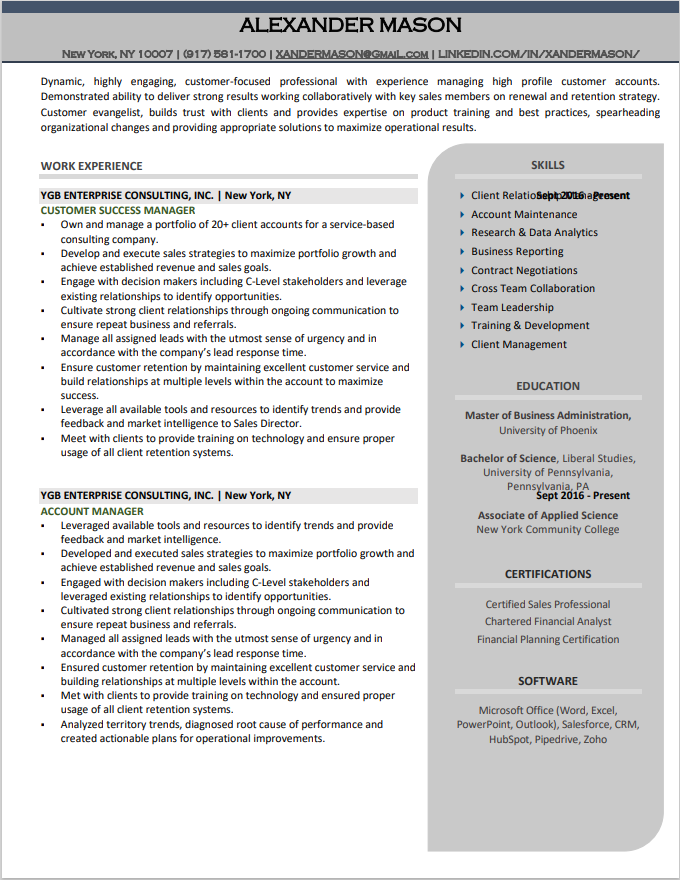 ALEXANDER MASON
New York, NY 10007 | (917) 581-1700 | xandermason@gmail.com | LINKEDIN.COM/IN/XANDERMASON/
Dynamic, highly engaging, customer-focused professional with experience managing high profile customer accounts.
Demonstrated ability to deliver strong results working collaboratively with key sales members on renewal and retention strategy.
Customer evangelist, builds trust with clients and provides expertise on product training and best practices, spearheading
organizational changes and providing appropriate solutions to maximize operational results.
WORK EXPERIENCE
YGB ENTERPRISE CONSULTING, INC. | New York, NY
Sept 2016 - Present
CUSTOMER SUCCESS MANAGER
▪ Own and manage a portfolio of 20+ client accounts for a service-based
consulting company.
▪ Develop and execute sales strategies to maximize portfolio growth and
achieve established revenue and sales goals.
▪ Engage with decision makers including C-Level stakeholders and leverage
existing relationships to identify opportunities.
▪ Cultivate strong client relationships through ongoing communication to
ensure repeat business and referrals.
▪ Manage all assigned leads with the utmost sense of urgency and in
accordance with the company's lead response time.
▪ Ensure customer retention by maintaining excellent customer service and
build relationships at multiple levels within the account to maximize
success.
▪ Leverage all available tools and resources to identify trends and provide
feedback and market intelligence to Sales Director.
▪ Meet with clients to provide training on technology and ensure proper
usage of all client retention systems.
YGB ENTERPRISE CONSULTING, INC. | New York, NY
Sept 2016 - Present
ACCOUNT MANAGER
▪ Leveraged available tools and resources to identify trends and provide
feedback and market intelligence.
▪ Developed and executed sales strategies to maximize portfolio growth and
achieve established revenue and sales goals.
▪ Engaged with decision makers including C-Level stakeholders and
leveraged existing relationships to identify opportunities.
▪ Cultivated strong client relationships through ongoing communication to
ensure repeat business and referrals.
▪ Managed all assigned leads with the utmost sense of urgency and in
accordance with the company's lead response time.
▪ Ensured customer retention by maintaining excellent customer service and
building relationships at multiple levels within the account.
▪ Met with clients to provide training on technology and ensured proper
usage of all client retention systems.
▪ Analyzed territory trends, diagnosed root cause of performance and
created actionable plans for operational improvements.
SKILLS
Client Relationship Management
Account Maintenance
Research & Data Analytics
Business Reporting
Contract Negotiations
Cross Team Collaboration
Team Leadership
Training & Development
Client Management
EDUCATION
Master of Business Administration,
University of Phoenix
Bachelor of Science, Liberal Studies,
University of Pennsylvania,
Pennsylvania, PA
Associate of Applied Science
New York Community College
CERTIFICATIONS
Certified Sales Professional
Chartered Financial Analyst
Financial Planning Certification
SOFTWARE
Microsoft Office (Word, Excel,
PowerPoint, Outlook), Salesforce, CRM,
HubSpot, Pipedrive, Zoho